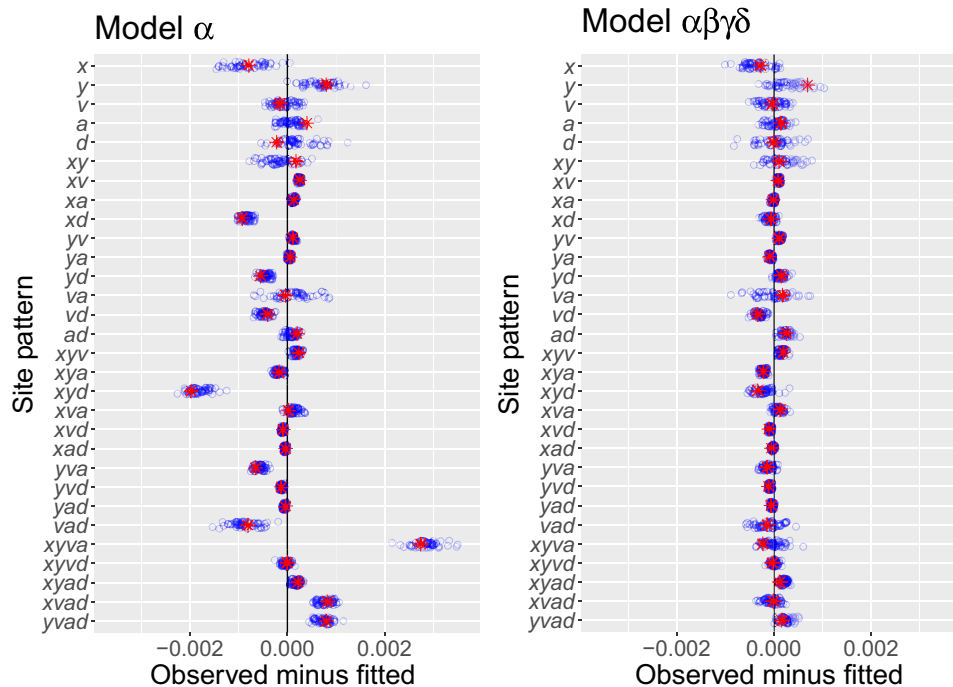 Model α
Model αβγδ
Site pattern
x
y
v
a
d
xy
xv
xa
xd
yv
ya
yd
va
vd
ad
xyv
xya
xyd
xva
xvd
xad
yva
yvd
yad
vad
xyva
xyvd
xyad
xvad
yvad
−0.002 0.000 0.002
Observed minus fitted
Site pattern
x
y
v
a
d
xy
xv
xa
xd
yv
ya
yd
va
vd
ad
xyv
xya
xyd
xva
xvd
xad
yva
yvd
yad
vad
xyva
xyvd
xyad
xvad
yvad
−0.002 0.000 0.002
Observed minus fitted